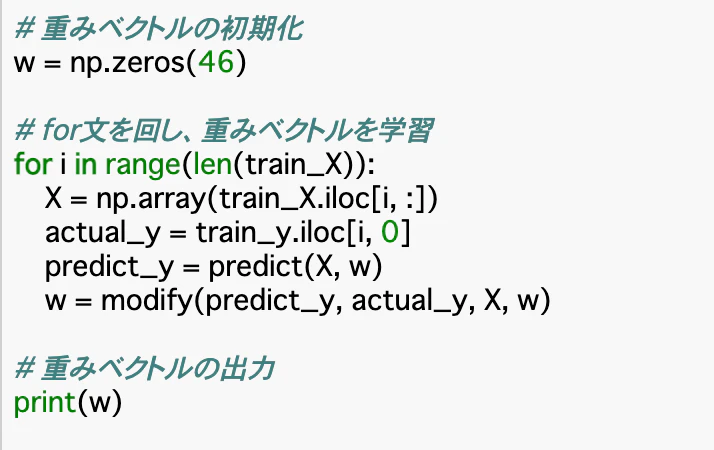 # 重みベクトルの初期化
w = np.zeros(46)
# for文を回し、重みベクトルを学習
for i in range(len(train_X)):
    X = np.array(train_X.iloc[i, :])
    actual_y = train_y.iloc[i, 0]
    predict_y = predict(X, w)
    w = modify(predict_y, actual_y, X, w)
# 重みベクトルの出力
print(w)